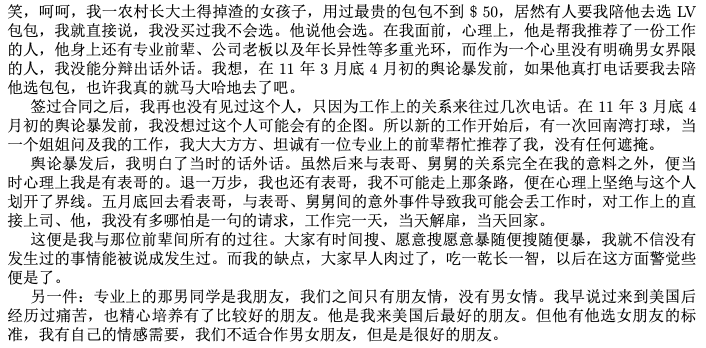 笑，呵呵，我一农村长大土得掉渣的女孩子，用过最贵的包包不到 $ 50，居然有人要我陪他去选 LV
包包，我就直接说，我没买过我不会选。他说他会选。在我面前，心理上，他是帮我推荐了一份工作
的人，他身上还有专业前辈、公司老板以及年长异性等多重光环，而作为一个心里没有明确男女界限
的人，我没能分辩出话外话。我想，在 11 年 3 月底 4 月初的舆论暴发前，如果他真打电话要我去陪
他选包包，也许我真的就马大哈地去了吧。
签过合同之后，我再也没有见过这个人，只因为工作上的关系来往过几次电话。在 11 年 3 月底 4
月初的舆论暴发前，我没想过这个人可能会有的企图。所以新的工作开始后，有一次回南湾打球，当
一个姐姐问及我的工作，我大大方方、坦诚有一位专业上的前辈帮忙推荐了我，没有任何遮掩。
舆论暴发后，我明白了当时的话外话。虽然后来与表哥、舅舅的关系完全在我的意料之外，便当
时心理上我是有表哥的。退一万步，我也还有表哥，我不可能走上那条路，便在心理上坚绝与这个人
划开了界线。五月底回去看表哥，与表哥、舅舅间的意外事件导致我可能会丢工作时，对工作上的直
接上司、他，我没有多哪怕是一句的请求，工作完一天，当天解雇，当天回家。
这便是我与那位前辈间所有的过往。大家有时间搜、愿意搜愿意暴随便搜随便暴，我就不信没有
发生过的事情能被说成发生过。而我的缺点，大家早人肉过了，吃一乾长一智，以后在这方面警觉些
便是了。
另一件：专业上的那男同学是我朋友，我们之间只有朋友情，没有男女情。我早说过来到美国后
经历过痛苦，也精心培养有了比较好的朋友。他是我来美国后最好的朋友。但他有他选女朋友的标
准，我有自己的情感需要，我们不适合作男女朋友，但是是很好的朋友。